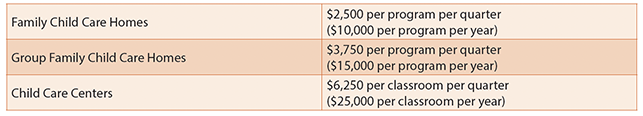 Family Child Care Homes
$2,500 per program per quarter
($10,000 per program per year)
Group Family Child Care Homes
$3,750 per program per quarter
($15,000 per program per year)
Child Care Centers
$6,250 per classroom per quarter
($25,000 per classroom per year)